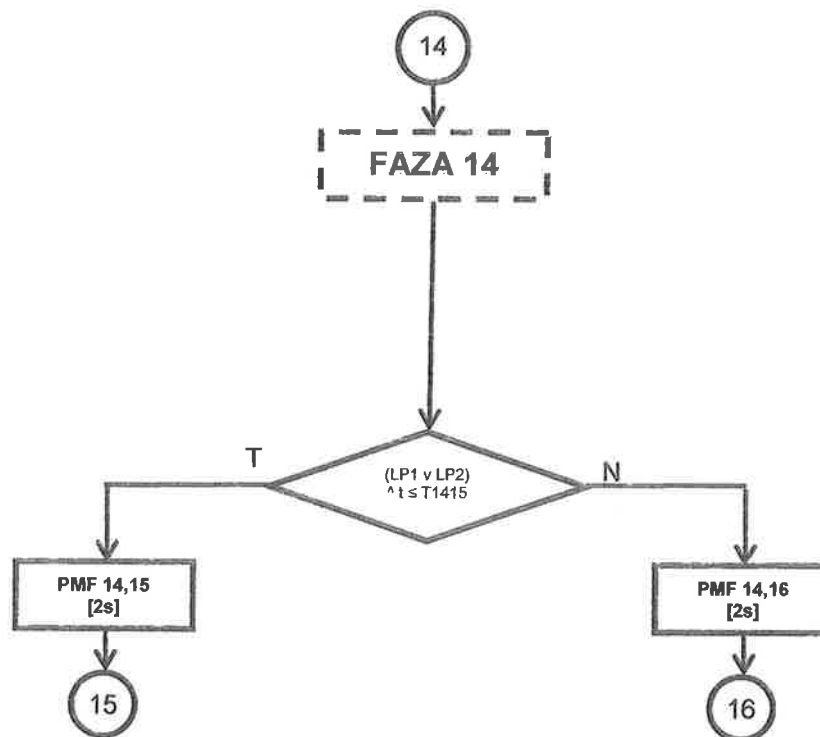 14
FAZA 14
T
(LP1 v LP2)
^ t ≤ T1415
N
PMF 14,15
[2s]
PMF 14,16
[2s]
15
16